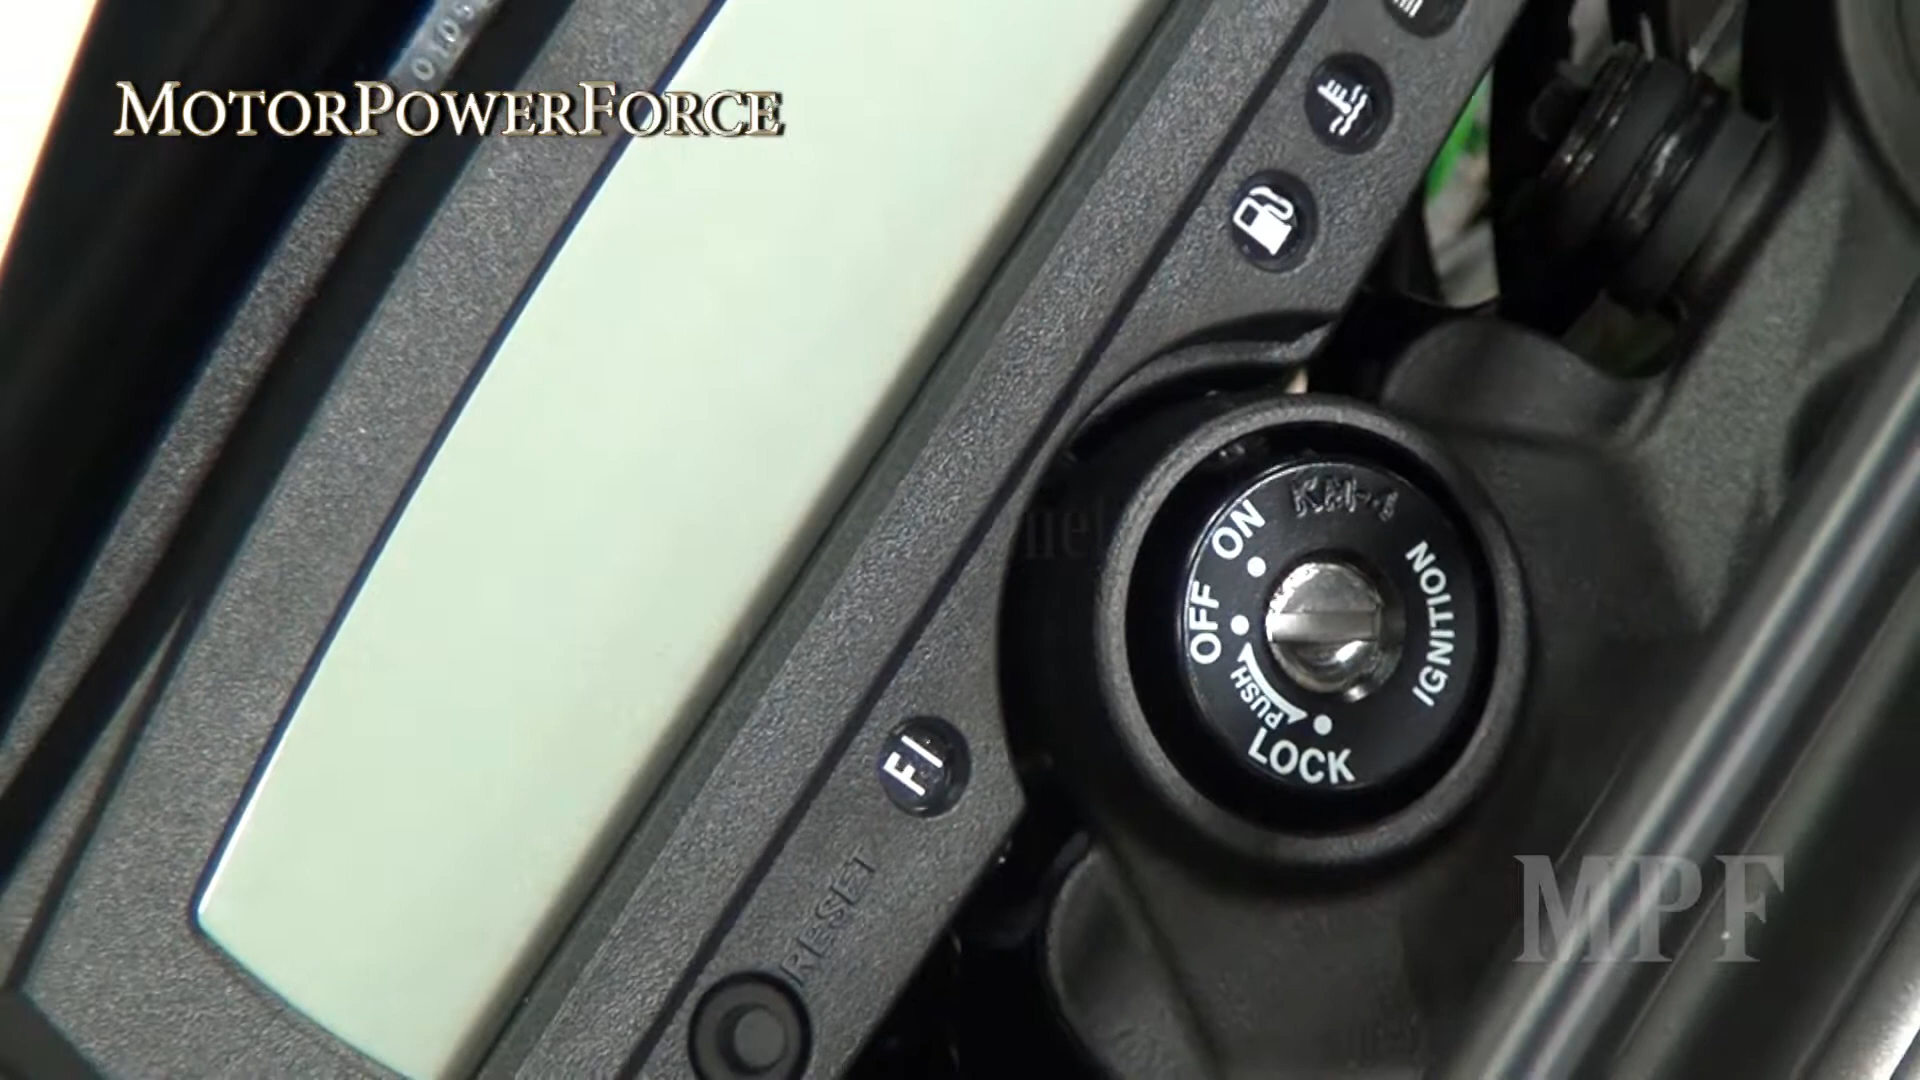 MOTORPOWERFORCE
ON
OFF
PUSH
LOCK
IGNITION
FI
RESET
MPF